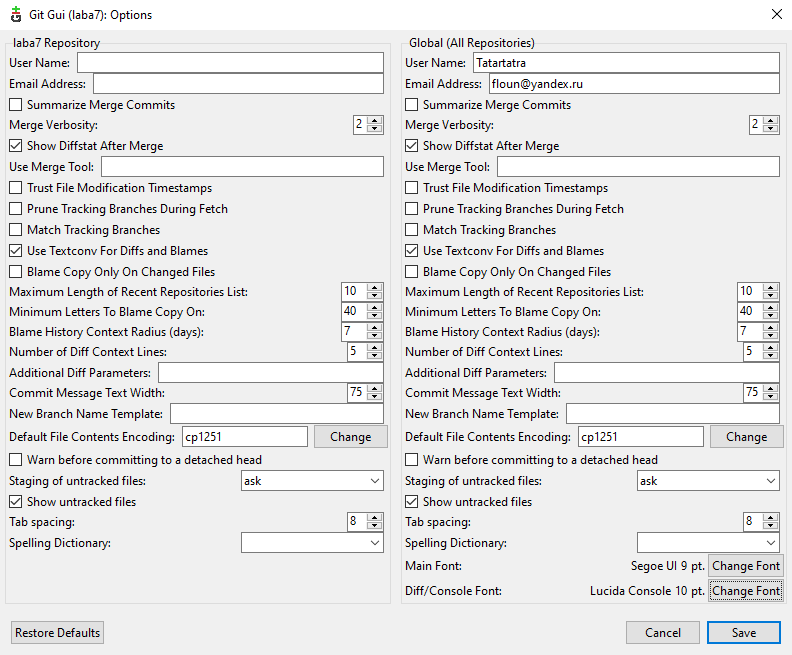 Git Gui (laba7): Options
laba7 Repository
User Name:
Email Address:
Summarize Merge Commits
Merge Verbosity: 2
Show Diffstat After Merge
Use Merge Tool:
Trust File Modification Timestamps
Prune Tracking Branches During Fetch
Match Tracking Branches
Use Textconv For Diffs and Blames
Blame Copy Only On Changed Files
Maximum Length of Recent Repositories List: 10
Minimum Letters To Blame Copy On: 40
Blame History Context Radius (days): 7
Number of Diff Context Lines: 5
Additional Diff Parameters:
Commit Message Text Width: 75
New Branch Name Template:
Default File Contents Encoding: cp1251 Change
Warn before committing to a detached head
Staging of untracked files: ask
Show untracked files
Tab spacing: 8
Spelling Dictionary:
Global (All Repositories)
User Name: Tatartatra
Email Address: floun@yandex.ru
Summarize Merge Commits
Merge Verbosity: 2
Show Diffstat After Merge
Use Merge Tool:
Trust File Modification Timestamps
Prune Tracking Branches During Fetch
Match Tracking Branches
Use Textconv For Diffs and Blames
Blame Copy Only On Changed Files
Maximum Length of Recent Repositories List: 10
Minimum Letters To Blame Copy On: 40
Blame History Context Radius (days): 7
Number of Diff Context Lines: 5
Additional Diff Parameters:
Commit Message Text Width: 75
New Branch Name Template:
Default File Contents Encoding: cp1251 Change
Warn before committing to a detached head
Staging of untracked files: ask
Show untracked files
Tab spacing: 8
Spelling Dictionary:
Main Font: Segoe UI 9 pt. Change Font
Diff/Console Font: Lucida Console 10 pt. Change Font
Restore Defaults Cancel Save